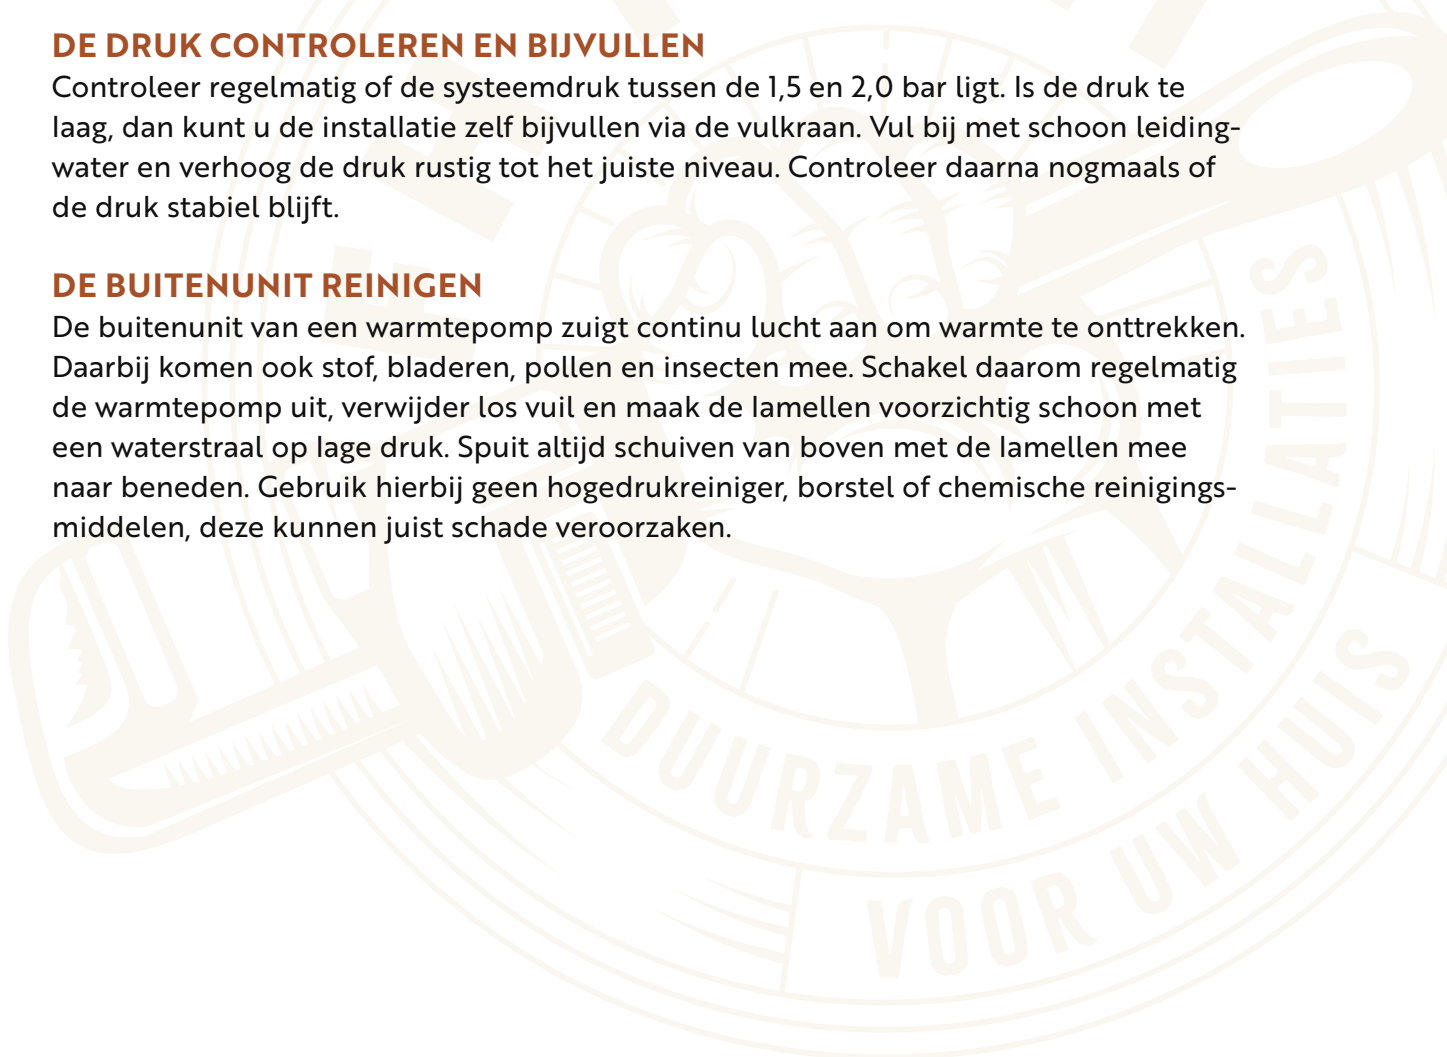 DE DRUK CONTROLEREN EN BIJVULLEN
Controleer regelmatig of de systeemdruk tussen de 1,5 en 2,0 bar ligt. Is de druk te
laag, dan kunt u de installatie zelf bijvullen via de vulkraan. Vul bij met schoon leiding-
water en verhoog de druk rustig tot het juiste niveau. Controleer daarna nogmaals of
de druk stabiel blijft.
DE BUITENUNIT REINIGEN
De buitenunit van een warmtepomp zuigt continu lucht aan om warmte te onttrekken.
Daarbij komen ook stof, bladeren, pollen en insecten mee. Schakel daarom regelmatig
de warmtepomp uit, verwijder los vuil en maak de lamellen voorzichtig schoon met
een waterstraal op lage druk. Spuit altijd schuiven van boven met de lamellen mee
naar beneden. Gebruik hierbij geen hogedrukreiniger, borstel of chemische reinigings-
middelen, deze kunnen juist schade veroorzaken.
DUURZAME INSTALLATIES
VOOR UW HUIS